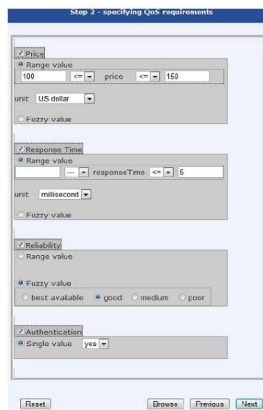 Step 2 - specifying QoS requirements
Price
Range value
100 <= price <= 150
unit US dollar
Fuzzy value
Response Time
Range value
--- responseTime <= 5
unit millisecond
Fuzzy value
Reliability
Range value
Fuzzy value
best available good medium poor
Authentication
Single value yes
Reset Browse Previous Next